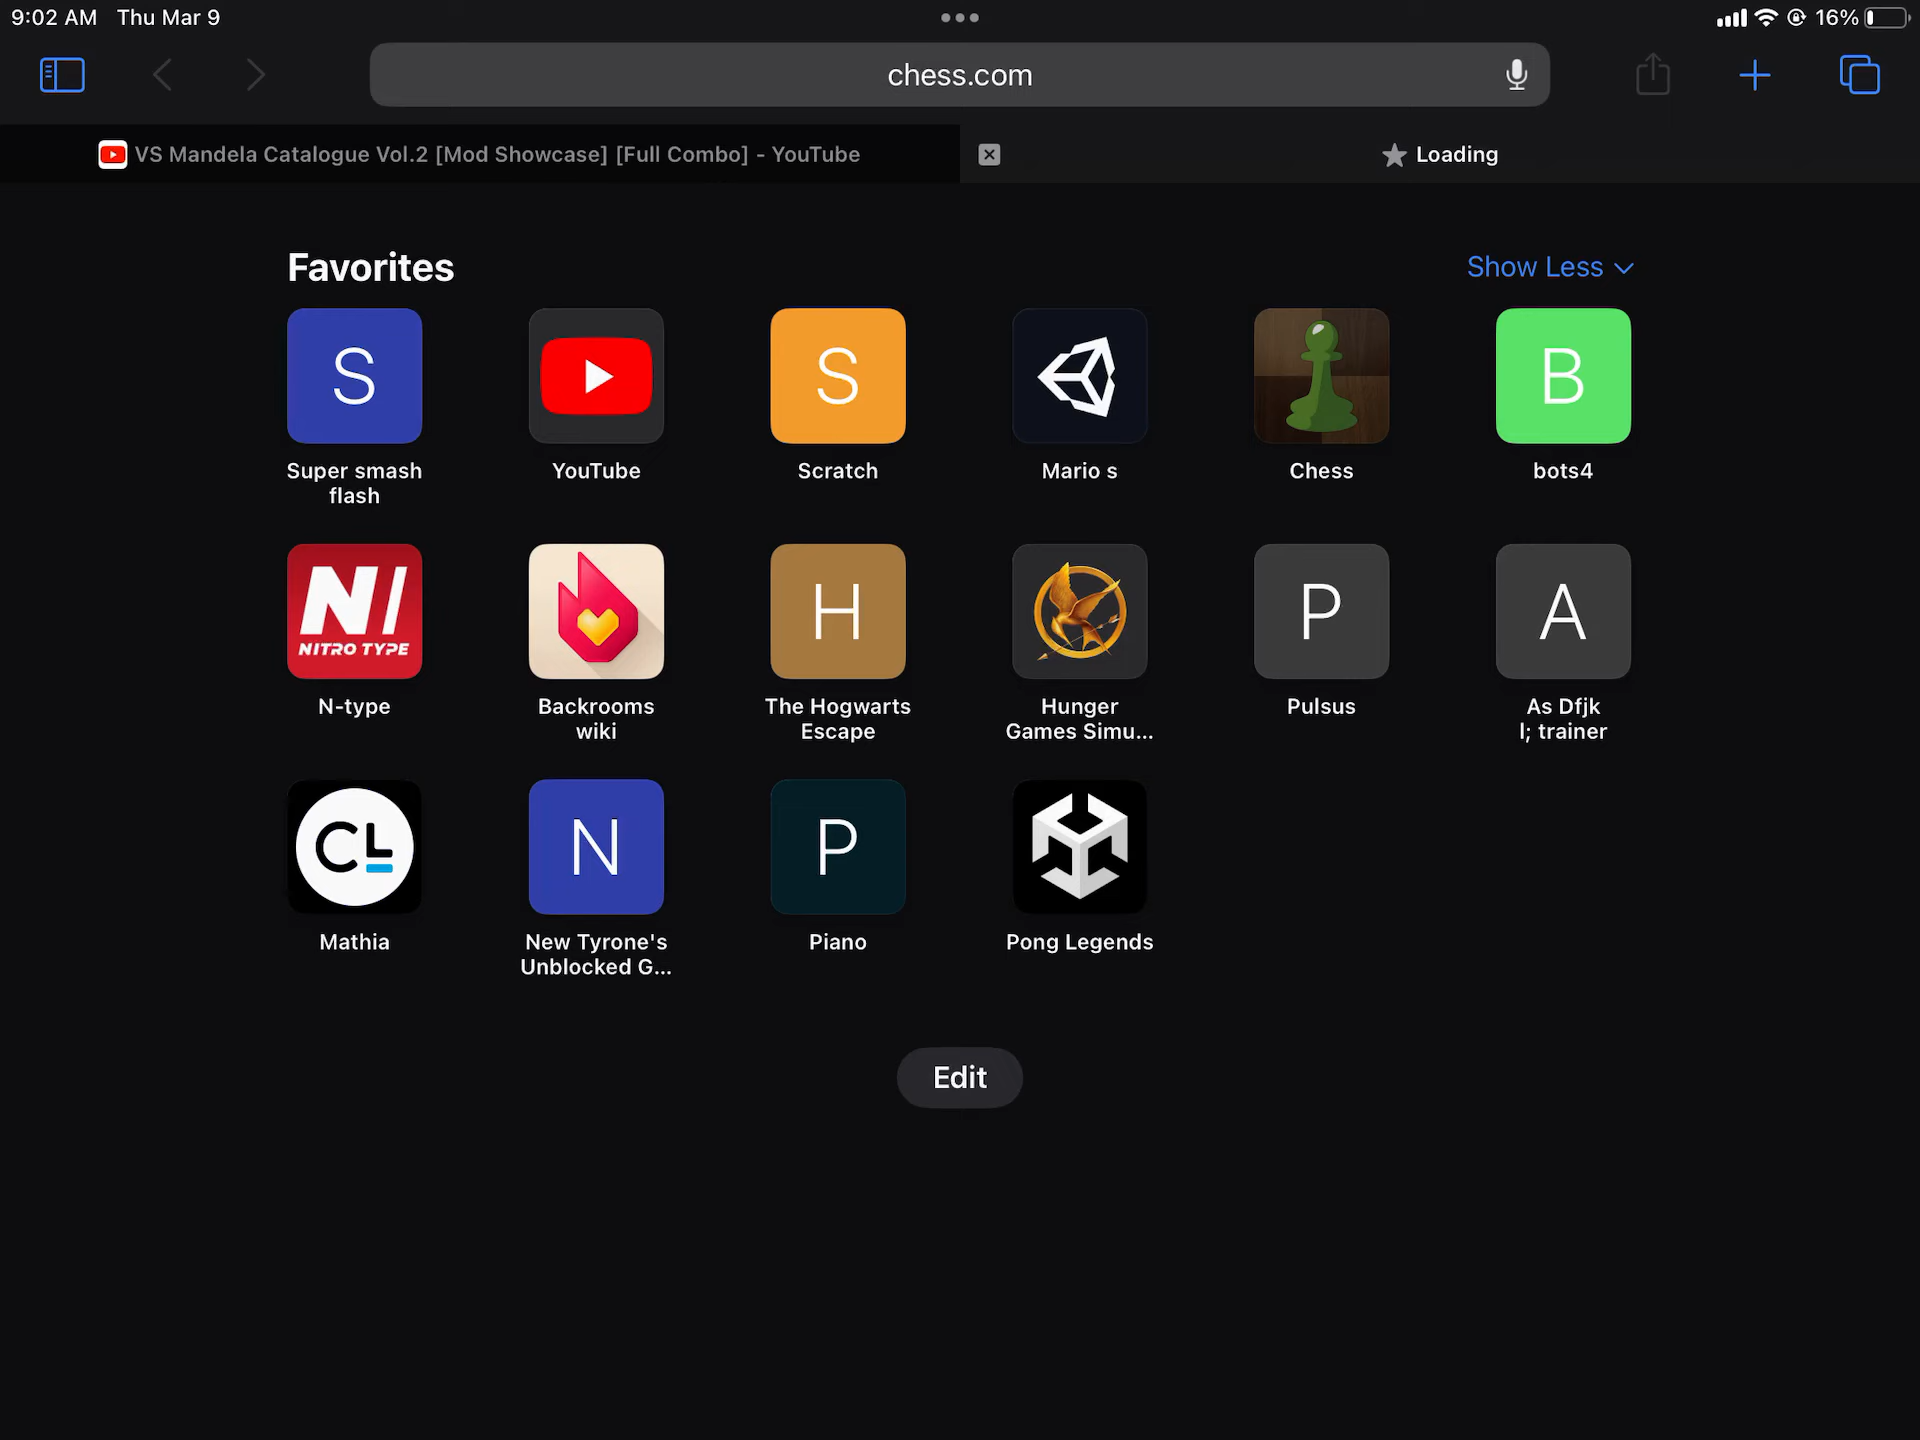 9:02 AM Thu Mar 9
16%
chess.com
VS Mandela Catalogue Vol.2 [Mod Showcase] [Full Combo] - YouTube
Loading
Favorites
Show Less
S
S
B
Super smash
flash
YouTube
Scratch
Mario s
Chess
bots4
N
NITRO TYPE
H
P
A
N-type
Backrooms
wiki
The Hogwarts
Escape
Hunger
Games Simu...
Pulsus
As Dfjk
l; trainer
CL
N
P
Mathia
New Tyrone's
Unblocked G...
Piano
Pong Legends
Edit